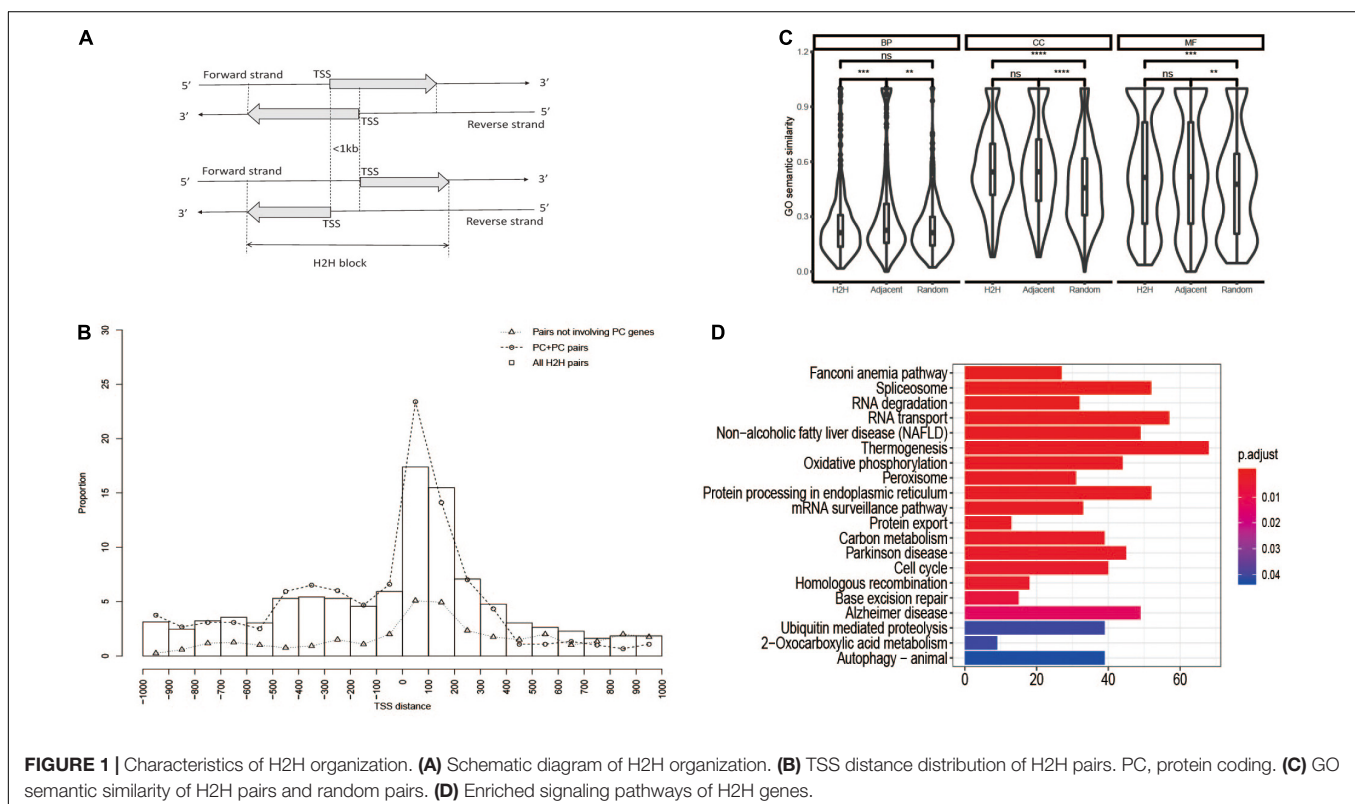 A
5′ Forward strand TSS 3′
3′ TSS Reverse strand 5′
<1kb
Forward strand TSS
5′ 3′
3′ 5′
TSS Reverse strand
H2H block
B
Pairs not involving PC genes
PC+PC pairs
All H2H pairs
Proportion
30
25
20
15
10
5
0
-1000 -900 -800 -700 -600 -500 -400 -300 -200 -100 0 100 200 300 400 500 600 700 800 900 1000
TSS distance
C
BP CC MF
ns **** ***
*** ** ns **** ns **
GO semantic similarity
1.2
0.9
0.6
0.3
0.0
H2H Adjacent Random H2H Adjacent Random H2H Adjacent Random
D
Fanconi anemia pathway
Spliceosome
RNA degradation
RNA transport
Non-alcoholic fatty liver disease (NAFLD)
Thermogenesis
Oxidative phosphorylation
Peroxisome
Protein processing in endoplasmic reticulum
mRNA surveillance pathway
Protein export
Carbon metabolism
Parkinson disease
Cell cycle
Homologous recombination
Base excision repair
Alzheimer disease
Ubiquitin mediated proteolysis
2-Oxocarboxylic acid metabolism
Autophagy - animal
0 20 40 60
p.adjust
0.01
0.02
0.03
0.04
FIGURE 1 | Characteristics of H2H organization. (A) Schematic diagram of H2H organization. (B) TSS distance distribution of H2H pairs. PC, protein coding. (C) GO
semantic similarity of H2H pairs and random pairs. (D) Enriched signaling pathways of H2H genes.